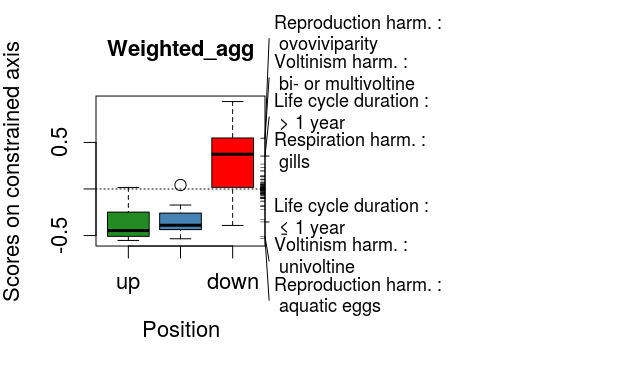 Weighted_agg
Scores on constrained axis
0.5
-0.5
up
down
Position
Reproduction harm. :
ovoviviparity
Voltinism harm. :
bi- or multivoltine
Life cycle duration :
> 1 year
Respiration harm. :
gills
Life cycle duration :
≤ 1 year
Voltinism harm. :
univoltine
Reproduction harm. :
aquatic eggs